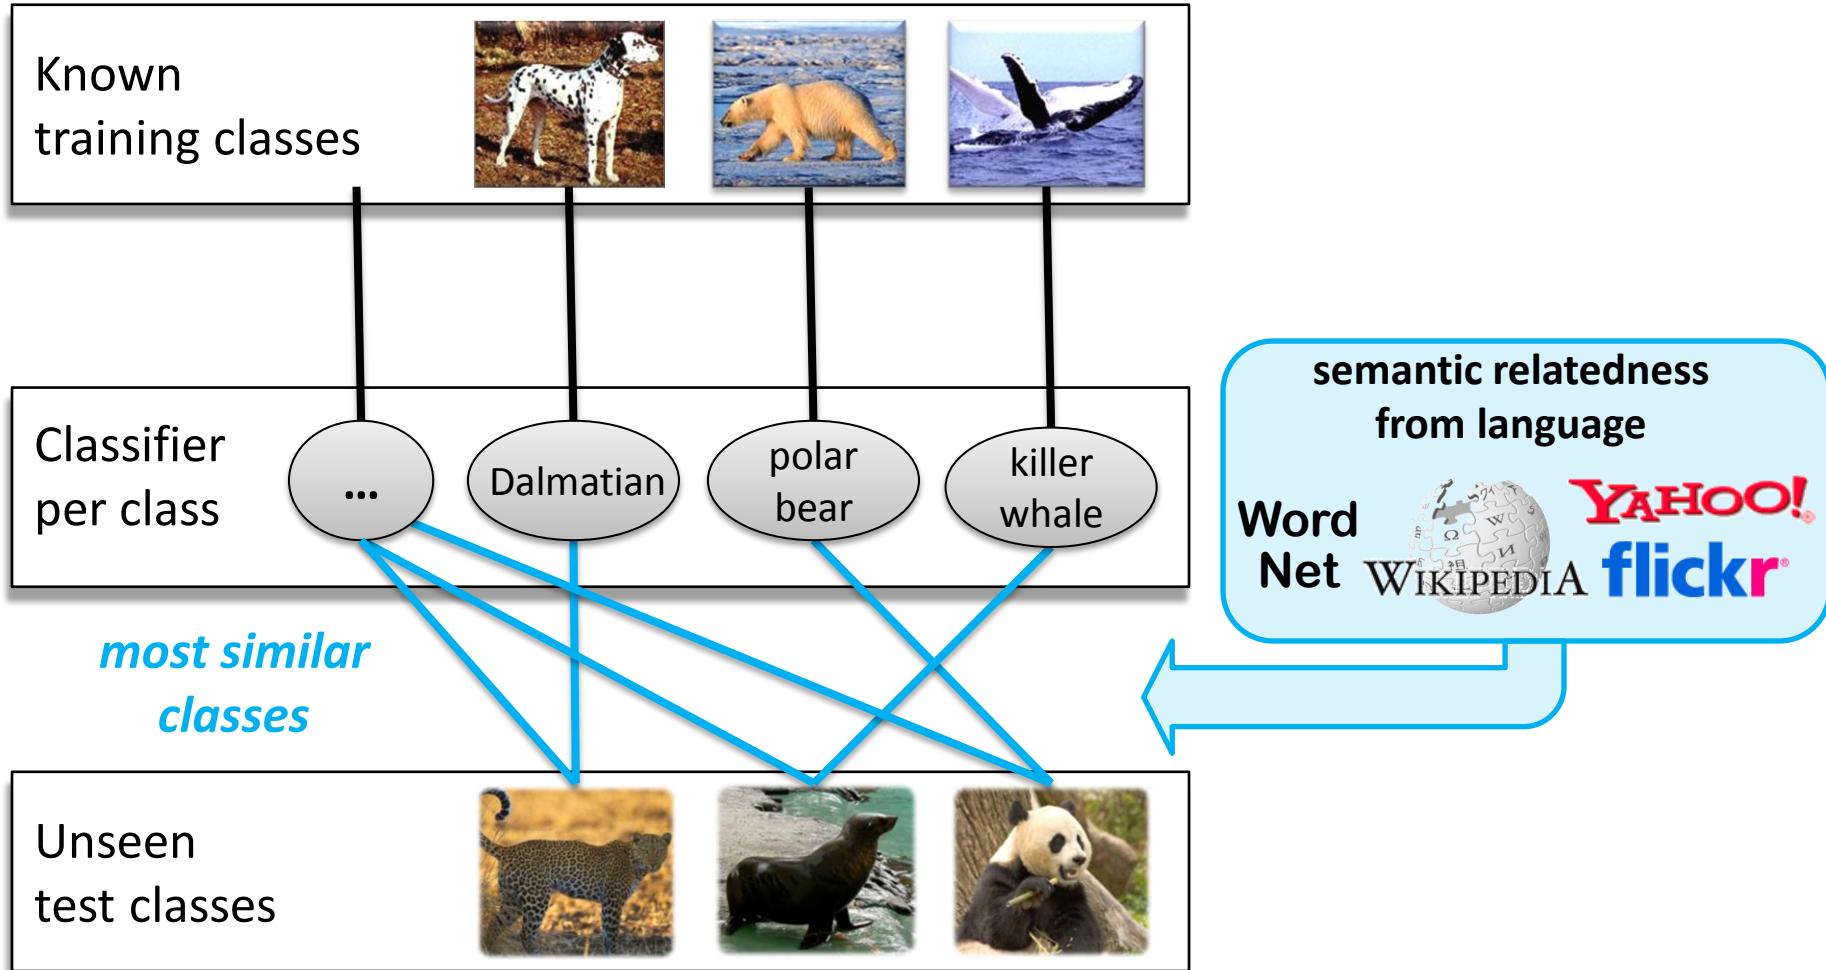 Known
training classes
Classifier
per class
...
Dalmatian
polar
bear
killer
whale
semantic relatedness
from language
Word
Net
WIKIPEDIA
YAHOO!
flickr
most similar
classes
Unseen
test classes